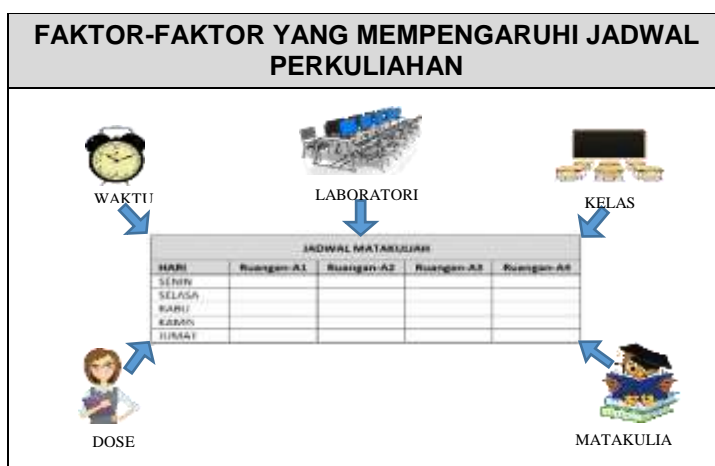 FAKTOR-FAKTOR YANG MEMPENGARUHI JADWAL
PERKULIAHAN
WAKTU
LABORATORI
KELAS
JADWAL MATAKULIAH
HARI Ruangan-A1 Ruangan-A2 Ruangan-A3 Ruangan-A4
SENIN
SELASA
RABU
KAMIS
JUMAT
DOSE
MATAKULIA